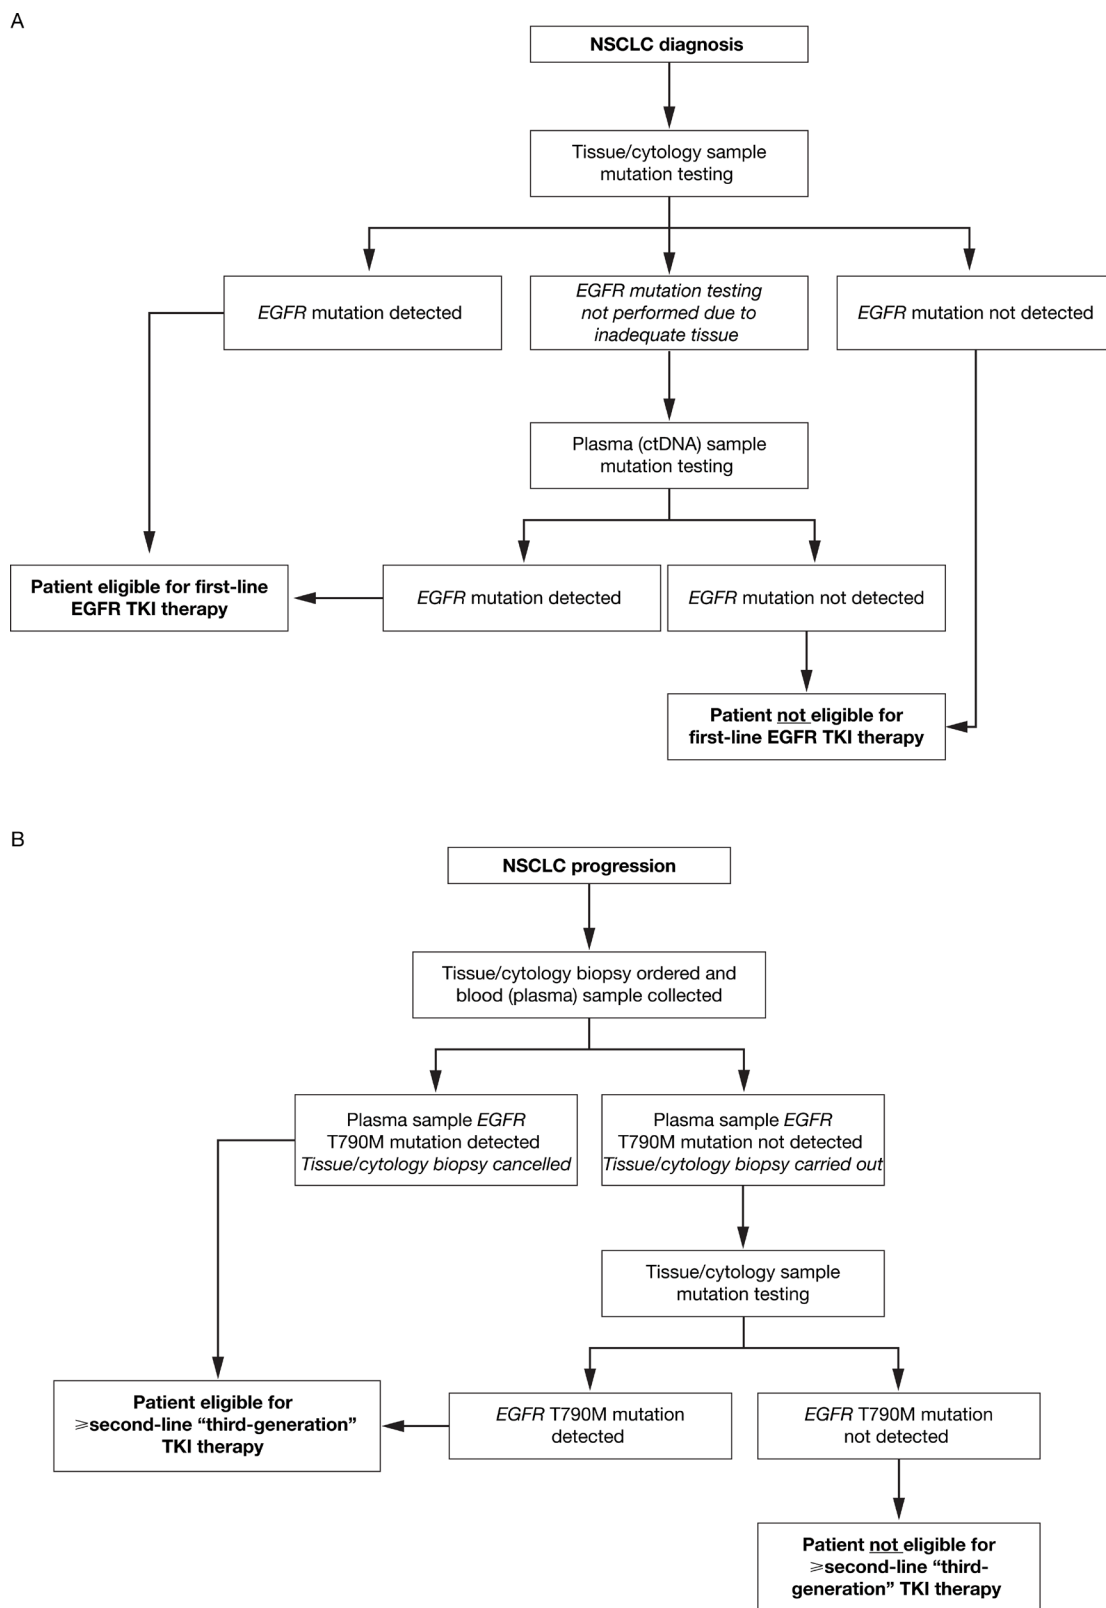 A
NSCLC diagnosis
Tissue/cytology sample
mutation testing
EGFR mutation detected
EGFR mutation testing
not performed due to
inadequate tissue
EGFR mutation not detected
Plasma (ctDNA) sample
mutation testing
Patient eligible for first-line
EGFR TKI therapy
EGFR mutation detected
EGFR mutation not detected
Patient not eligible for
first-line EGFR TKI therapy
B
NSCLC progression
Tissue/cytology biopsy ordered and
blood (plasma) sample collected
Plasma sample EGFR
T790M mutation detected
Tissue/cytology biopsy cancelled
Plasma sample EGFR
T790M mutation not detected
Tissue/cytology biopsy carried out
Tissue/cytology sample
mutation testing
Patient eligible for
⩾second-line “third-generation”
TKI therapy
EGFR T790M mutation
detected
EGFR T790M mutation
not detected
Patient not eligible for
⩾second-line “third-
generation” TKI therapy